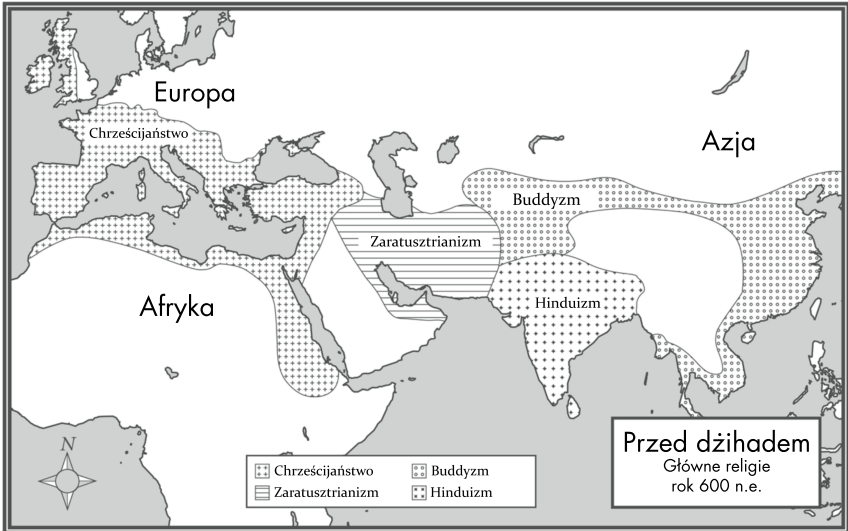 Europa
Chrześcijaństwo
Azja
Buddyzm
Zaratusztrianizm
Hinduizm
Afryka
N
Chrześcijaństwo
Zaratusztrianizm
Buddyzm
Hinduizm
Przed dżihadem
Główne religie
rok 600 n.e.